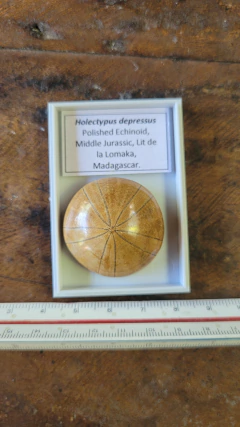 Holectypus depressus
Polished Echinoid,
Middle Jurassic, Lit de
la Lomaka,
Madagascar.